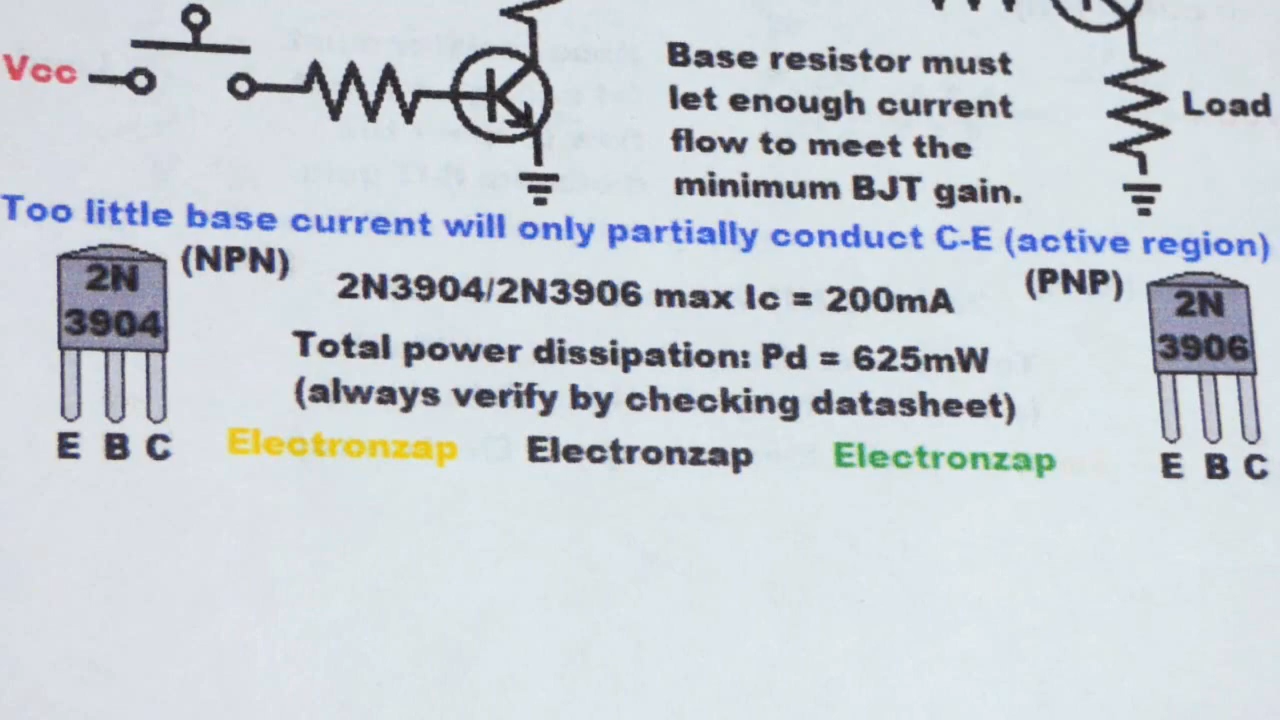 Vcc
Base resistor must
let enough current
flow to meet the
minimum BJT gain.
Load
Too little base current will only partially conduct C-E (active region)
2N
3904
(NPN)
E B C
2N3904/2N3906 max Ic = 200mA
Total power dissipation: Pd = 625mW
(always verify by checking datasheet)
(PNP)
2N
3906
E B C
Electronzap Electronzap Electronzap